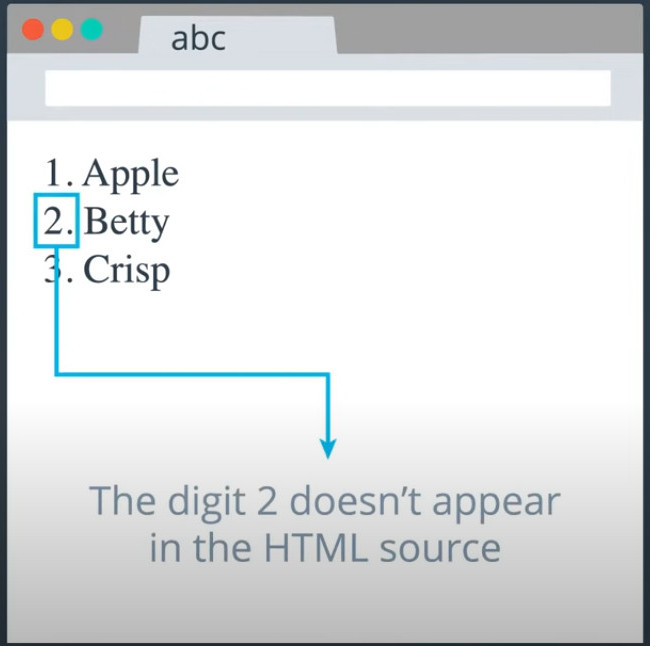 abc
1. Apple
2. Betty
3. Crisp
The digit 2 doesn't appear
in the HTML source